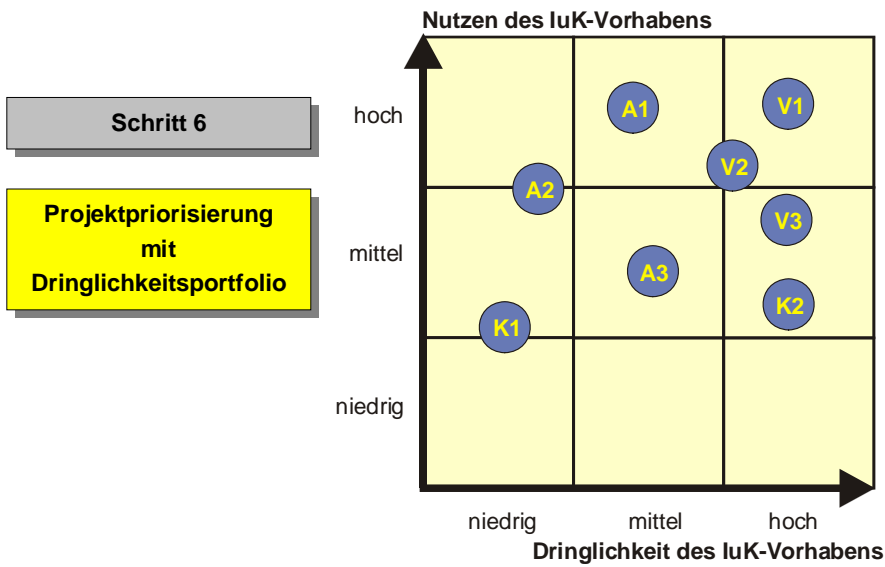 Nutzen des IuK-Vorhabens
Schritt 6
Projektpriorisierung
mit
Dringlichkeitsportfolio
hoch
mittel
niedrig
A1
V1
V2
A2
V3
A3
K2
K1
niedrig
mittel
hoch
Dringlichkeit des IuK-Vorhabens